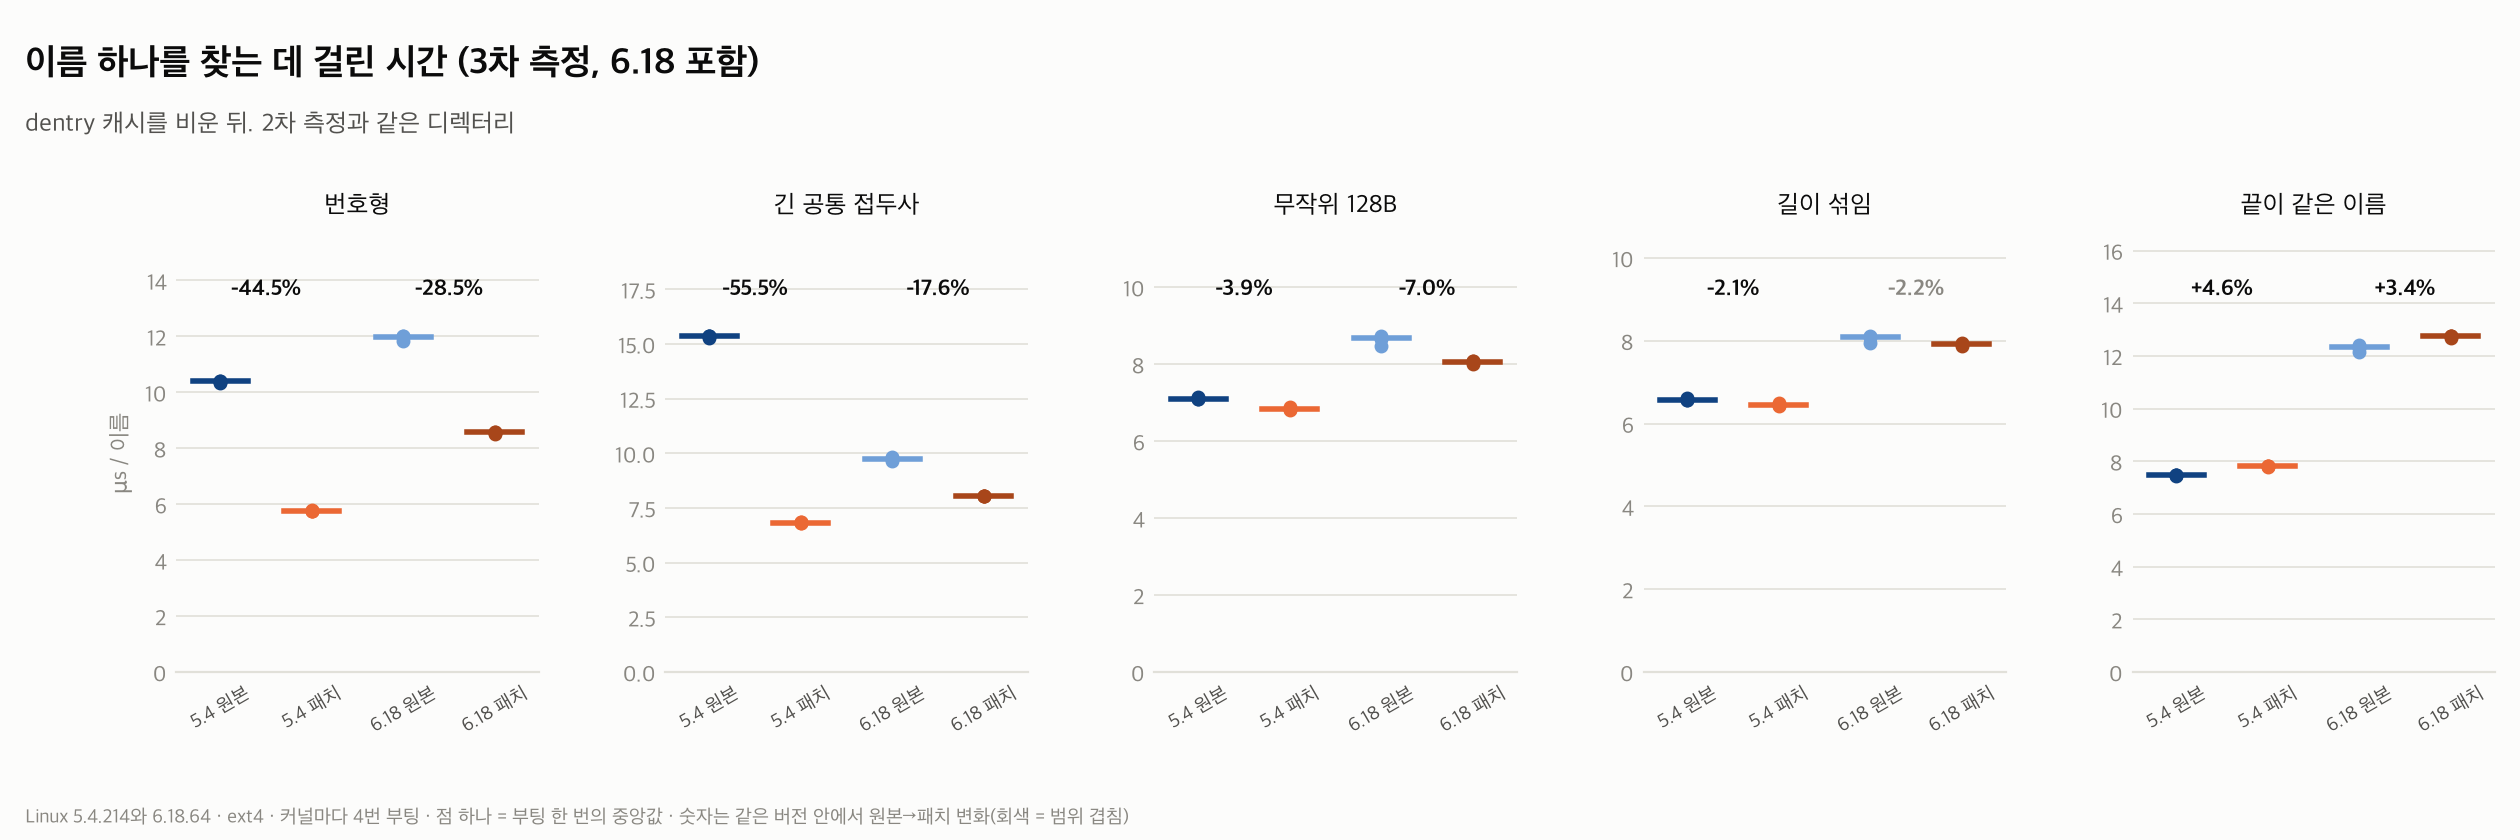 이름 하나를 찾는 데 걸린 시간 (3차 측정, 6.18 포함)
dentry 캐시를 비운 뒤. 2차 측정과 같은 디렉터리
번호형
긴 공통 접두사
무작위 128B
길이 섞임
끝이 같은 이름
µs / 이름
14
12
10
8
6
4
2
0
-44.5%
-28.5%
5.4 원본
5.4 패치
6.18 원본
6.18 패치
17.5
15.0
12.5
10.0
7.5
5.0
2.5
0.0
-55.5%
-17.6%
5.4 원본
5.4 패치
6.18 원본
6.18 패치
10
8
6
4
2
0
-3.9%
-7.0%
5.4 원본
5.4 패치
6.18 원본
6.18 패치
10
8
6
4
2
0
-2.1%
-2.2%
5.4 원본
5.4 패치
6.18 원본
6.18 패치
16
14
12
10
8
6
4
2
0
+4.6%
+3.4%
5.4 원본
5.4 패치
6.18 원본
6.18 패치
Linux 5.4.214와 6.18.64 · ext4 · 커널마다 4번 부팅 · 점 하나 = 부팅 한 번의 중앙값 · 숫자는 같은 버전 안에서 원본→패치 변화(회색 = 범위 겹침)